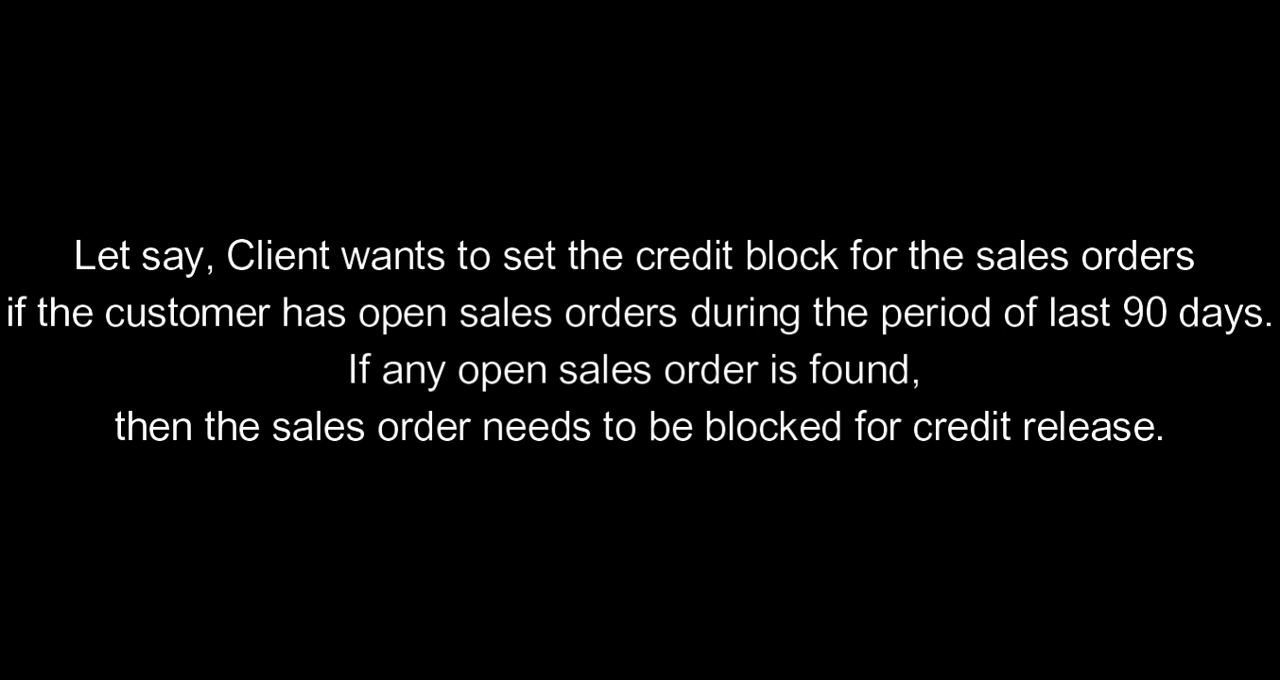 Let say, Client wants to set the credit block for the sales orders
if the customer has open sales orders during the period of last 90 days.
If any open sales order is found,
then the sales order needs to be blocked for credit release.